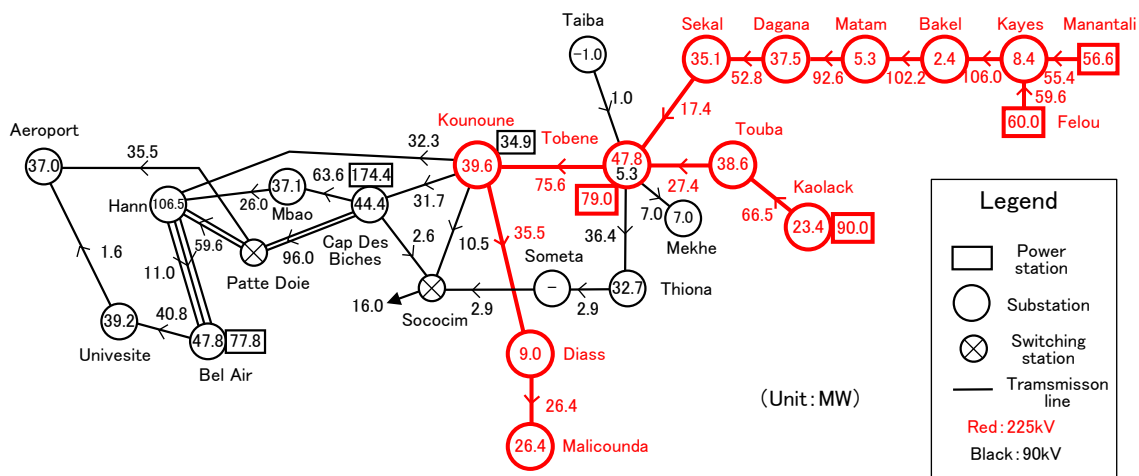 Taiba
-1.0
1.0
Sekal
35.1
Dagana
37.5
Matam
5.3
Bakel
2.4
Kayes
8.4
Manantali
56.6
52.8
92.6
102.2
106.0
55.4
59.6
60.0
Felou
17.4
Aeroport
37.0
35.5
32.3
Kounoune
39.6
34.9
Tobene
47.8
5.3
79.0
75.6
Touba
38.6
27.4
Kaolack
23.4
90.0
66.5
Hann
106.5
26.0
37.1
Mbao
63.6
174.4
44.4
Cap Des
Biches
31.7
7.0
7.0
Mekhe
1.6
11.0
59.6
Patte Doie
96.0
2.6
10.5
35.5
36.4
Someta
-
32.7
Thiona
2.9
2.9
16.0
Sococim
39.2
Univesite
40.8
47.8
77.8
Bel Air
9.0
Diass
26.4
26.4
Malicounda
(Unit:MW)
Legend
Power
station
Substation
Switching
station
Tramsmisson
line
Red:225kV
Black:90kV